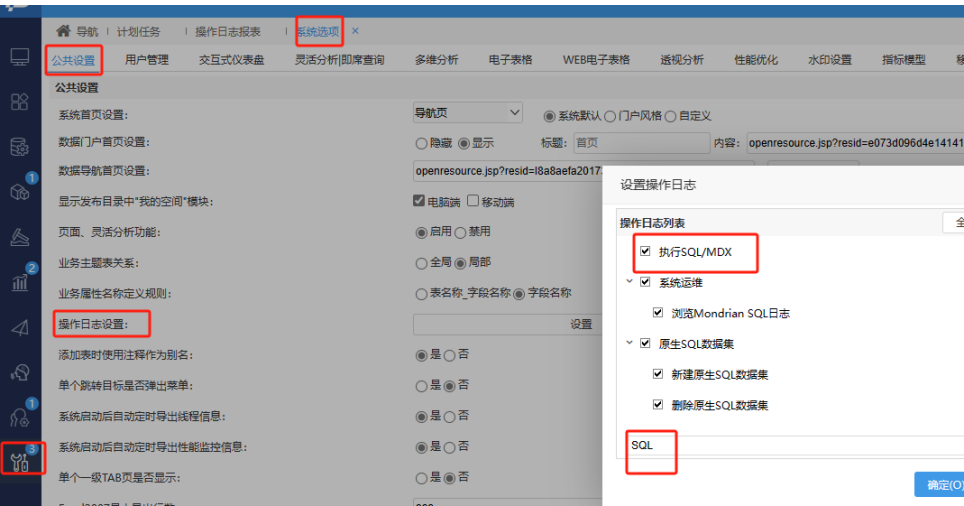 导航 计划任务 操作日志报表 系统选项 ×
公共设置 用户管理 交互式仪表盘 灵活分析|即席查询 多维分析 电子表格 WEB电子表格 透视分析 性能优化 水印设置 指标模型
公共设置
系统首页设置: 导航页 系统默认 门户风格 自定义
数据门户首页设置: 隐藏 显示 标题: 首页 内容: openresource.jsp?resid=e073d096d4e14141
数据导航首页设置: openresource.jsp?resid=I8a8aefa2017
显示发布目录中"我的空间"模块: 电脑端 移动端
页面、灵活分析功能: 启用 禁用
业务主题表关系: 全局 局部
业务属性名称定义规则: 表名称_字段名称 字段名称
操作日志设置: 设置
添加表时使用注释作为别名: 是 否
单个跳转目标是否弹出菜单: 是 否
系统启动后自动定时导出线程信息: 是 否
系统启动后自动定时导出性能监控信息: 是 否
单个一级TAB页是否显示: 是 否
1
2
1
3
设置操作日志
操作日志列表 全
执行SQL/MDX
系统运维
浏览Mondrian SQL日志
原生SQL数据集
新建原生SQL数据集
删除原生SQL数据集
SQL
确定(O)